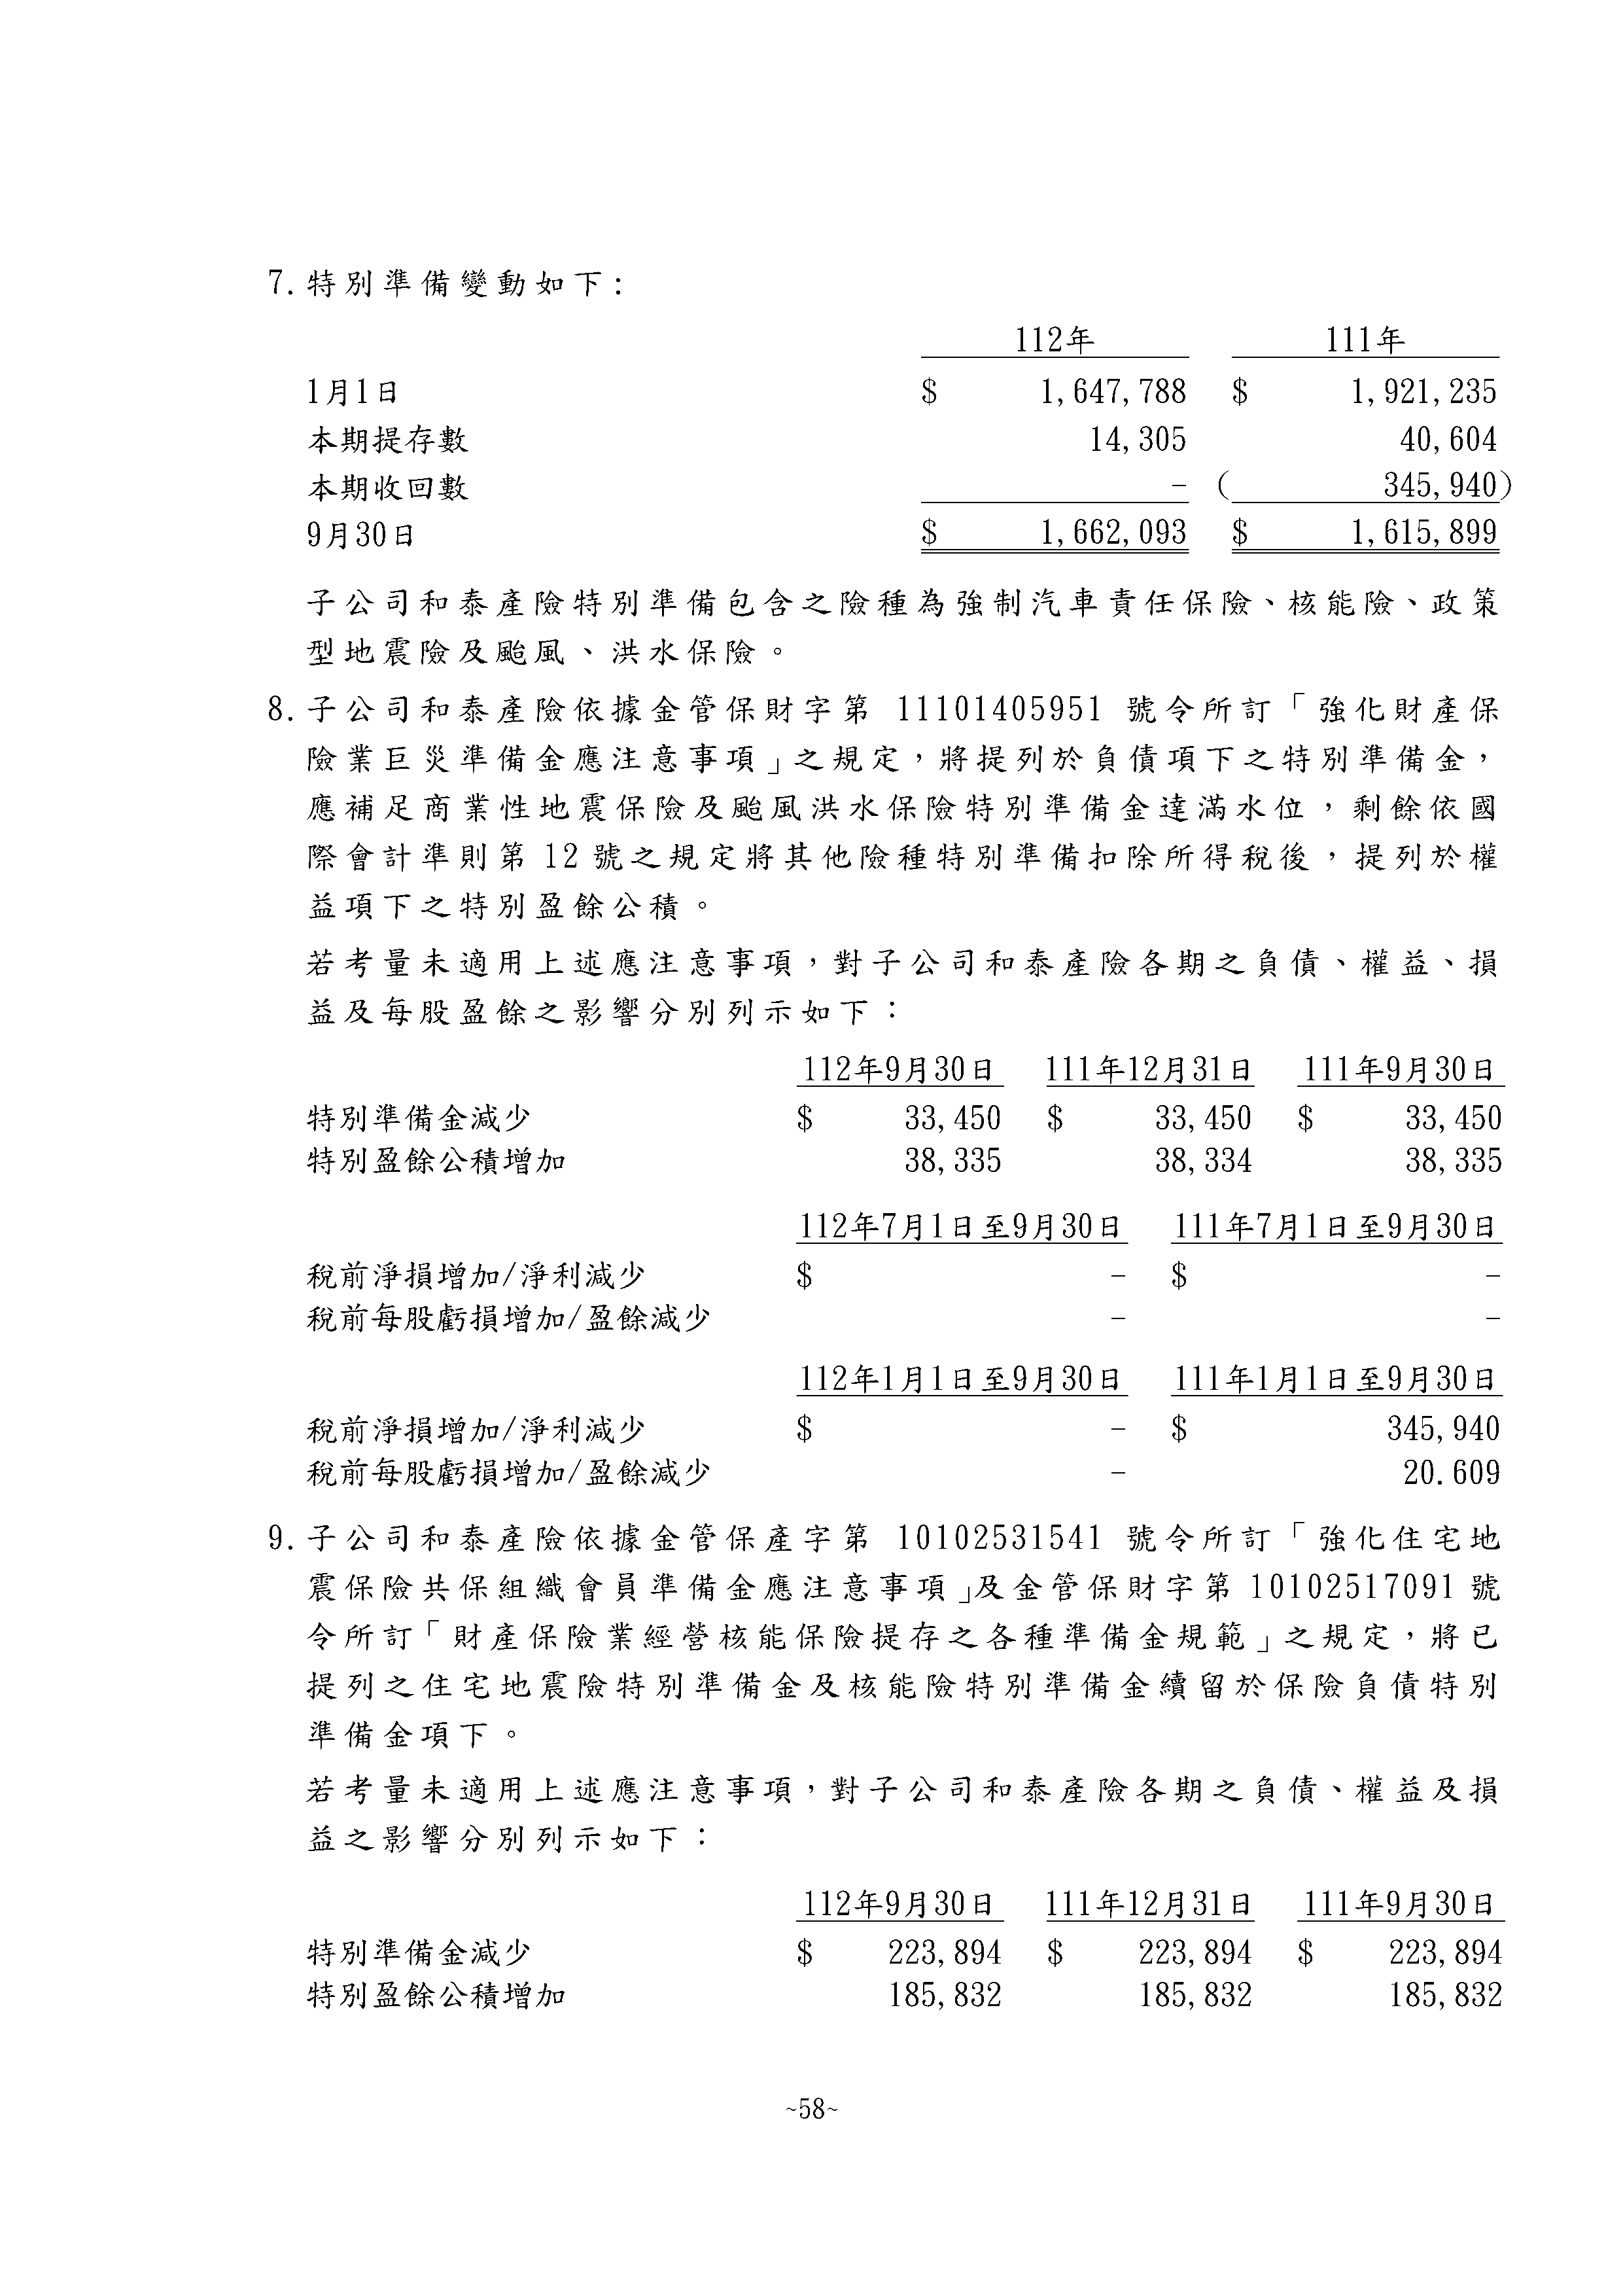 7.特別準備變動如下:
112年 111年
1月1日 $ 1,647,788 $ 1,921,235
本期提存數 14,305 40,604
本期收回數 - ( 345,940)
9月30日 $ 1,662,093 $ 1,615,899
子公司和泰產險特別準備包含之險種為強制汽車責任保險、核能險、政策
型地震險及颱風、洪水保險。
8.子公司和泰產險依據金管保財字第 11101405951 號令所訂「強化財產保
險業巨災準備金應注意事項」之規定，將提列於負債項下之特別準備金，
應補足商業性地震保險及颱風洪水保險特別準備金達滿水位，剩餘依國
際會計準則第 12 號之規定將其他險種特別準備扣除所得稅後，提列於權
益項下之特別盈餘公積。
若考量未適用上述應注意事項，對子公司和泰產險各期之負債、權益、損
益及每股盈餘之影響分別列示如下：
112年9月30日 111年12月31日 111年9月30日
特別準備金減少 $ 33,450 $ 33,450 $ 33,450
特別盈餘公積增加 38,335 38,334 38,335
112年7月1日至9月30日 111年7月1日至9月30日
稅前淨損增加/淨利減少 $ - $ -
稅前每股虧損增加/盈餘減少 - -
112年1月1日至9月30日 111年1月1日至9月30日
稅前淨損增加/淨利減少 $ - $ 345,940
稅前每股虧損增加/盈餘減少 - 20.609
9.子公司和泰產險依據金管保產字第 10102531541 號令所訂「強化住宅地
震保險共保組織會員準備金應注意事項」及金管保財字第 10102517091 號
令所訂「財產保險業經營核能保險提存之各種準備金規範」之規定，將已
提列之住宅地震險特別準備金及核能險特別準備金續留於保險負債特別
準備金項下。
若考量未適用上述應注意事項，對子公司和泰產險各期之負債、權益及損
益之影響分別列示如下：
112年9月30日 111年12月31日 111年9月30日
特別準備金減少 $ 223,894 $ 223,894 $ 223,894
特別盈餘公積增加 185,832 185,832 185,832
~58~